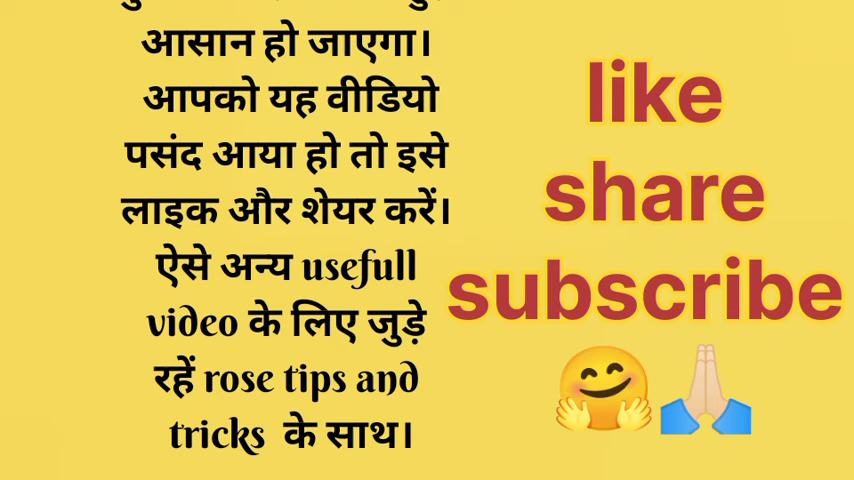 आसान हो जाएगा।
आपको यह वीडियो
पसंद आया हो तो इसे
लाइक और शेयर करें।
ऐसे अन्य usefull
video के लिए जुड़े
रहें rose tips and
tricks के साथ।
like
share
subscribe